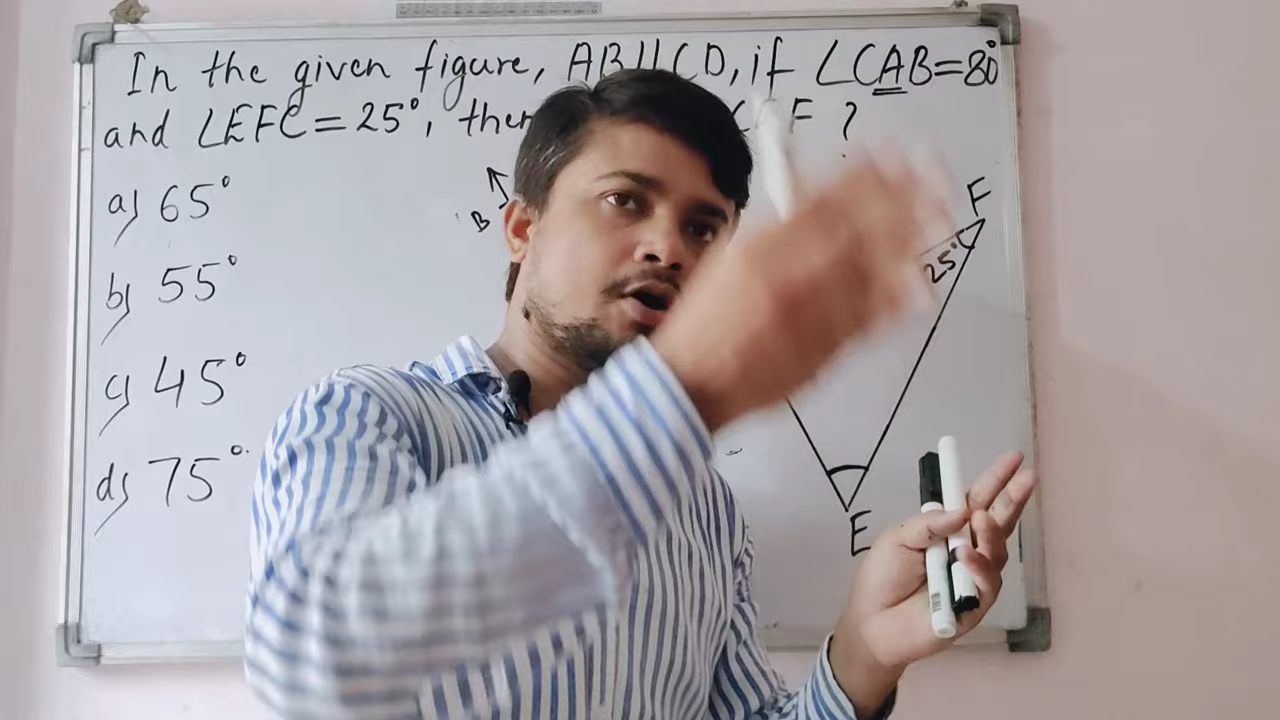 In the given figure, AB||CD, if ∠CAB=80°
and ∠EFC=25°, then F ?
a) 65°
b) 55°
c) 45°
d) 75°
B
F
25°
E